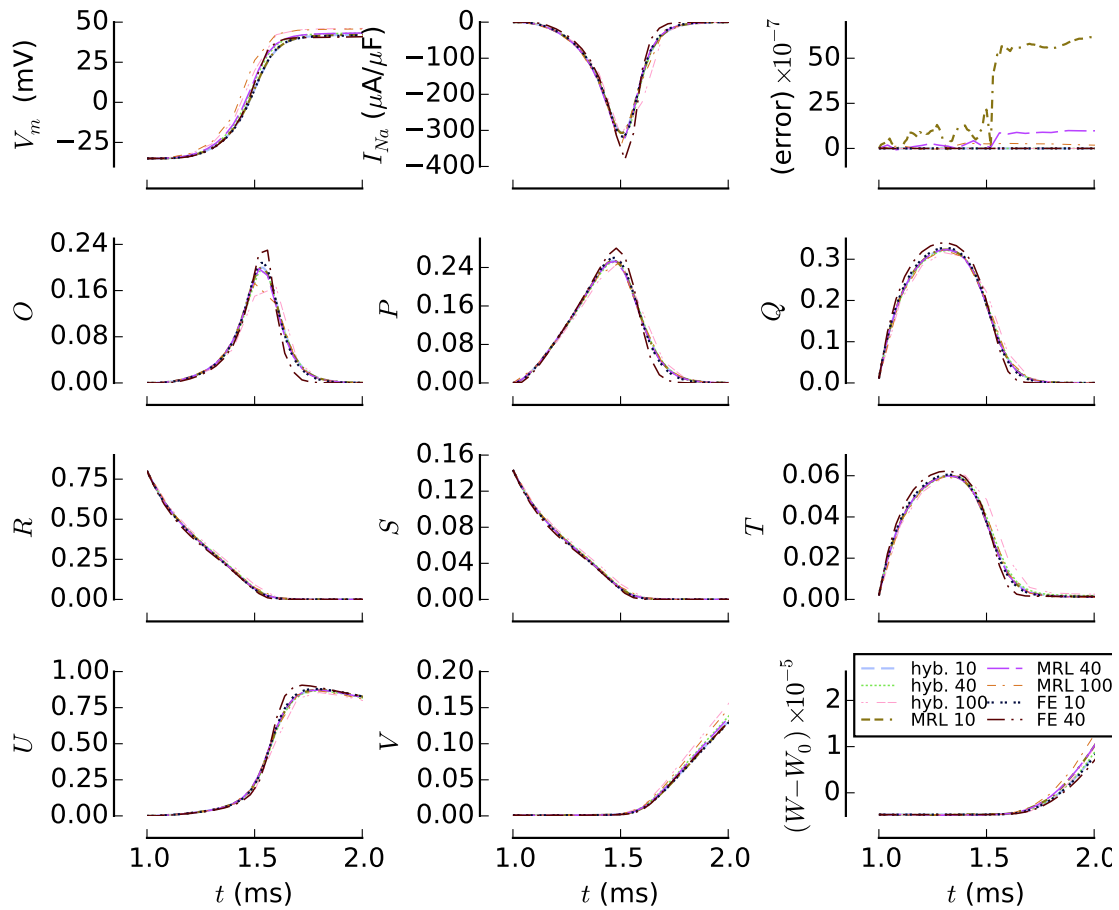 50
25
0
−25
V_m (mV)
0
−100
−200
−300
−400
I_{Na} (μA/μF)
50
25
0
(error) ×10^{−7}
0.24
0.16
0.08
0.00
O
0.24
0.16
0.08
0.00
P
0.3
0.2
0.1
0.0
Q
0.75
0.50
0.25
0.00
R
0.16
0.12
0.08
0.04
0.00
S
0.06
0.04
0.02
0.00
T
1.00
0.75
0.50
0.25
0.00
U
1.0 1.5 2.0
t (ms)
0.20
0.15
0.10
0.05
0.00
V
1.0 1.5 2.0
t (ms)
2
1
0
(W−W_0) ×10^{−5}
hyb. 10
hyb. 40
hyb. 100
MRL 10
MRL 40
MRL 100
FE 10
FE 40
1.0 1.5 2.0
t (ms)